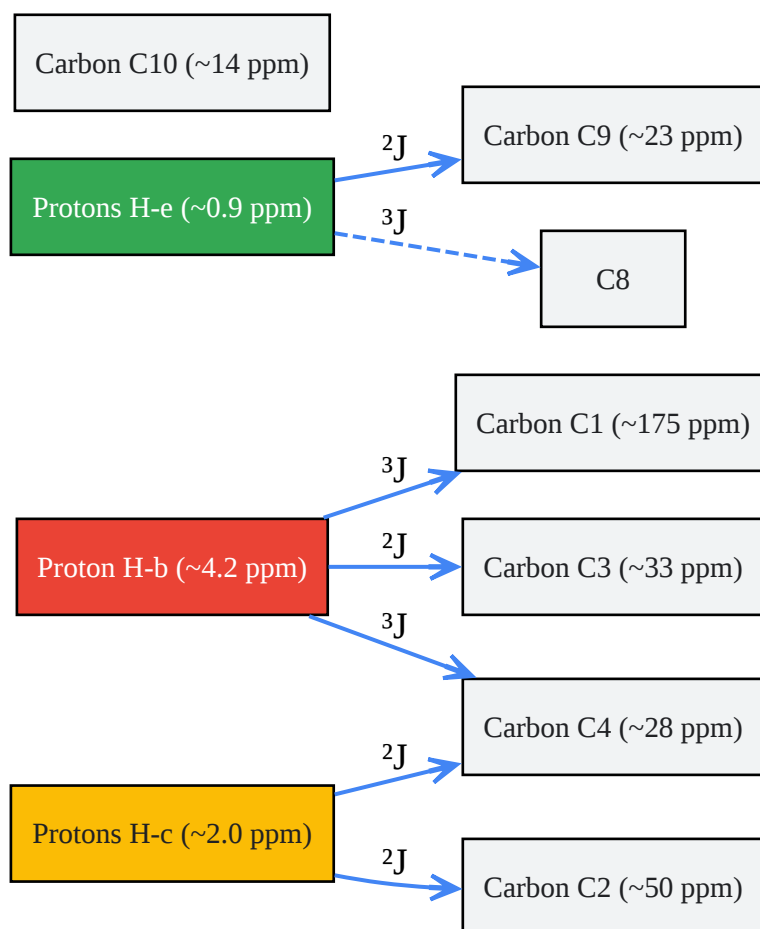 Carbon C10 (~14 ppm)
²J
Carbon C9 (~23 ppm)
Protons H-e (~0.9 ppm)
³J
C8
Carbon C1 (~175 ppm)
³J
²J
Proton H-b (~4.2 ppm)
Carbon C3 (~33 ppm)
³J
Carbon C4 (~28 ppm)
²J
Protons H-c (~2.0 ppm)
²J
Carbon C2 (~50 ppm)